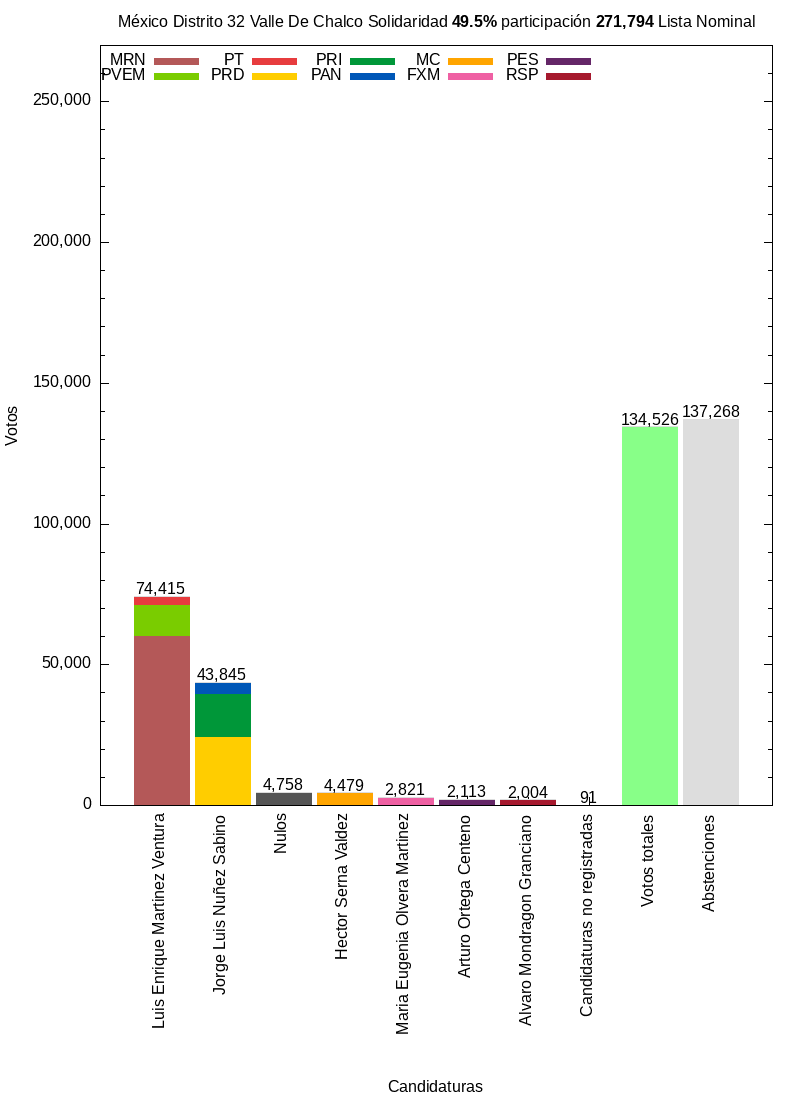 México Distrito 32 Valle De Chalco Solidaridad 49.5% participación 271,794 Lista Nominal
MRN PT PRI MC PES
PVEM PRD PAN FXM RSP
250,000
200,000
150,000
100,000
50,000
0
Votos
74,415
43,845
4,758
4,479
2,821
2,113
2,004
91
134,526
137,268
Luis Enrique Martinez Ventura
Jorge Luis Nuñez Sabino
Nulos
Hector Serna Valdez
Maria Eugenia Olvera Martinez
Arturo Ortega Centeno
Alvaro Mondragon Granciano
Candidaturas no registradas
Votos totales
Abstenciones
Candidaturas